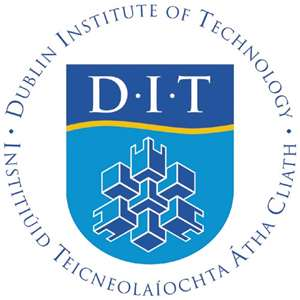 • DUBLIN INSTITUTE OF TECHNOLOGY •
D·I·T
INSTITIÚID TEICNEOLAÍOCHTA ÁTHA CLIATH